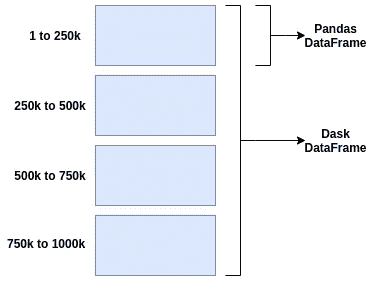 1 to 250k
Pandas
DataFrame
250k to 500k
Dask
DataFrame
500k to 750k
750k to 1000k